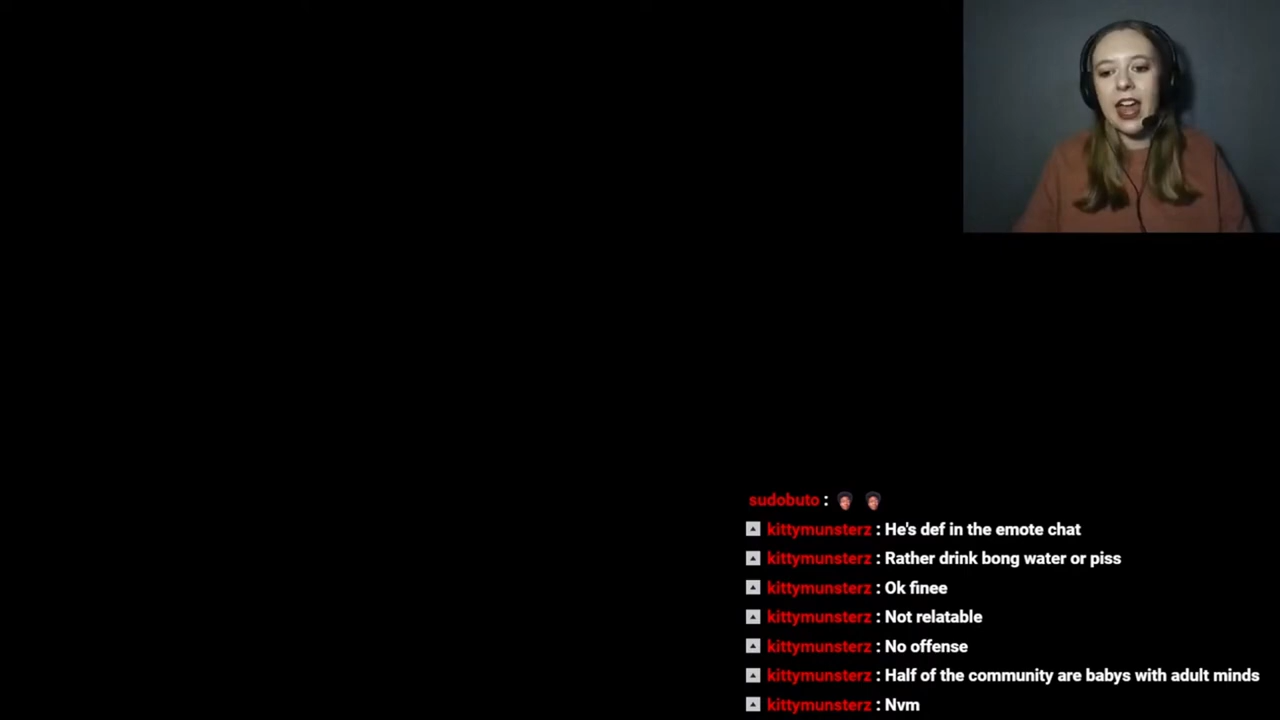 sudobuto :
kittymunsterz : He's def in the emote chat
kittymunsterz : Rather drink bong water or piss
kittymunsterz : Ok finee
kittymunsterz : Not relatable
kittymunsterz : No offense
kittymunsterz : Half of the community are babys with adult minds
kittymunsterz : Nvm